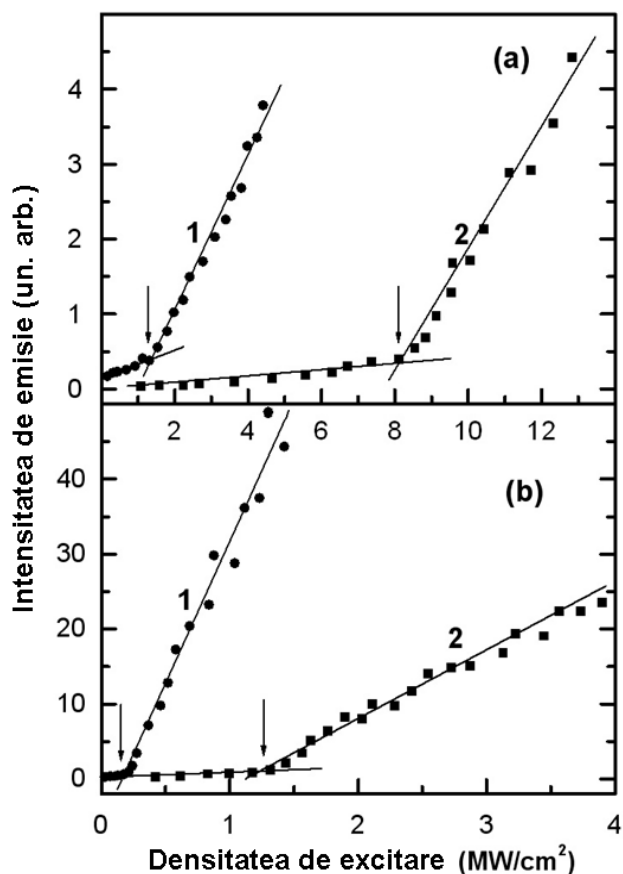 Intensitatea de emisie (un. arb.)
(a)
4
3
2
1
0
1
2
2 4 6 8 10 12
(b)
40
30
20
10
0
1
2
0 1 2 3 4
Densitatea de excitare (MW/cm²)